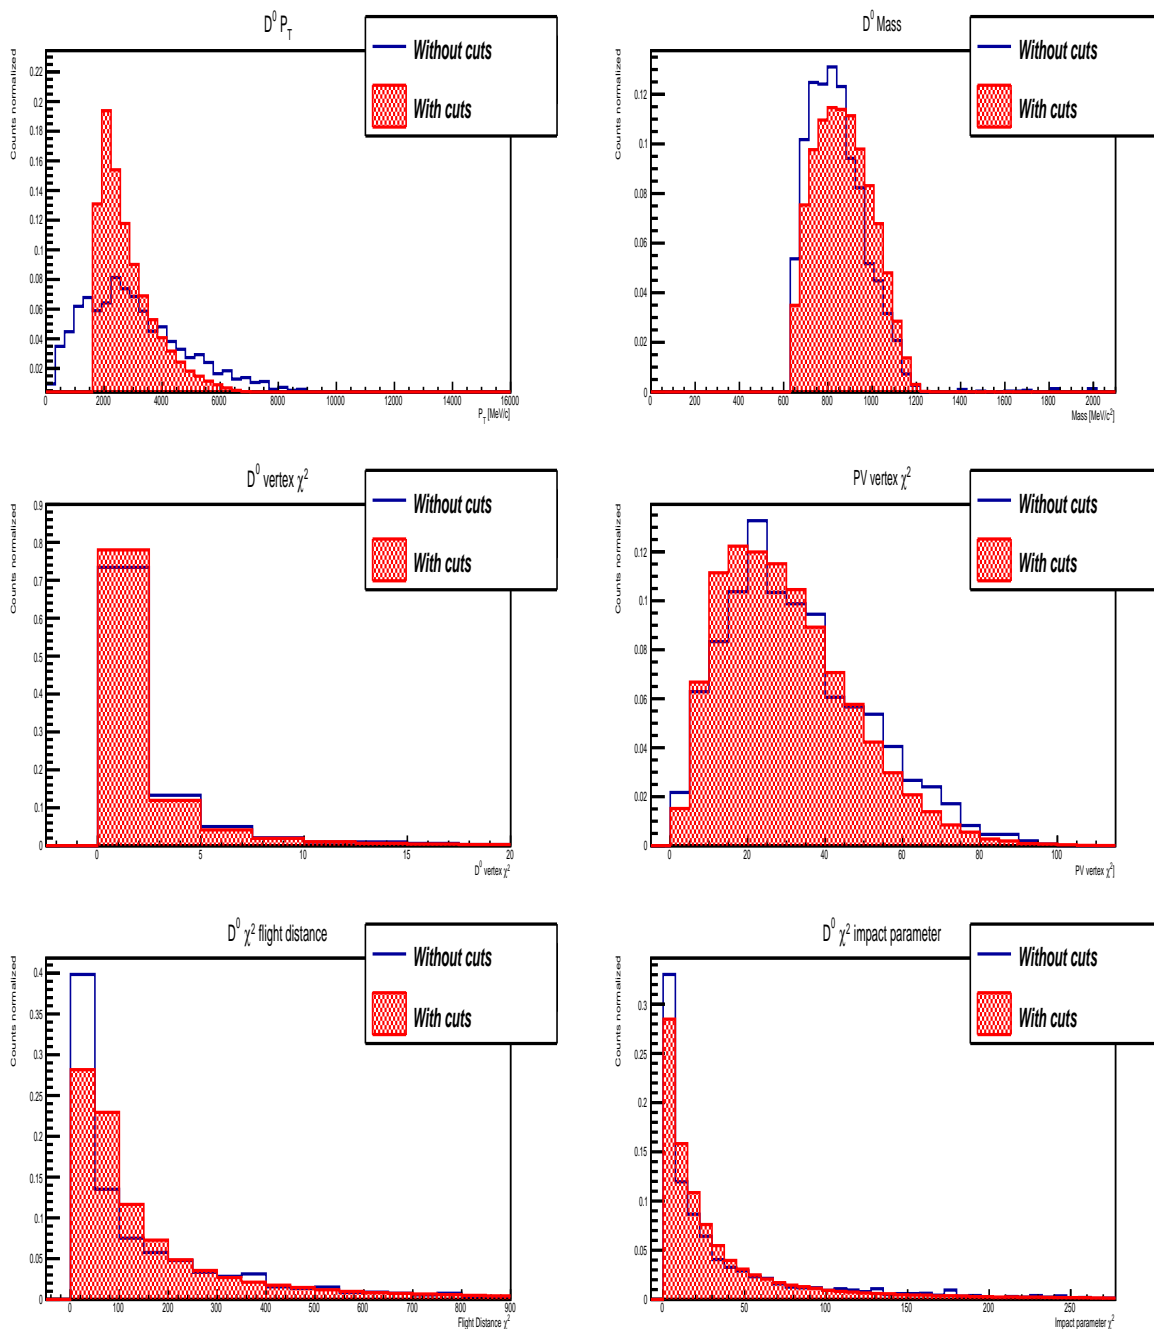 D⁰ P_T
Without cuts
With cuts
Counts normalized
0.22
0.2
0.18
0.16
0.14
0.12
0.1
0.08
0.06
0.04
0.02
0 2000 4000 6000 8000 10000 12000 14000 16000
P_T [MeV/c]
D⁰ Mass
Without cuts
With cuts
Counts normalized
0.12
0.1
0.08
0.06
0.04
0.02
0
0 200 400 600 800 1000 1200 1400 1600 1800 2000
Mass [MeV/c²]
D⁰ vertex χ²
Without cuts
With cuts
Counts normalized
0.9
0.8
0.7
0.6
0.5
0.4
0.3
0.2
0.1
0
0 5 10 15 20
D⁰ vertex χ²
PV vertex χ²
Without cuts
With cuts
Counts normalized
0.12
0.1
0.08
0.06
0.04
0.02
0
0 20 40 60 80 100
PV vertex χ²]
D⁰ χ² flight distance
Without cuts
With cuts
Counts normalized
0.4
0.35
0.3
0.25
0.2
0.15
0.1
0.05
0
0 100 200 300 400 500 600 700 800 900
Flight Distance χ²
D⁰ χ² impact parameter
Without cuts
With cuts
Counts normalized
0.3
0.25
0.2
0.15
0.1
0.05
0
0 50 100 150 200 250
Impact parameter χ²